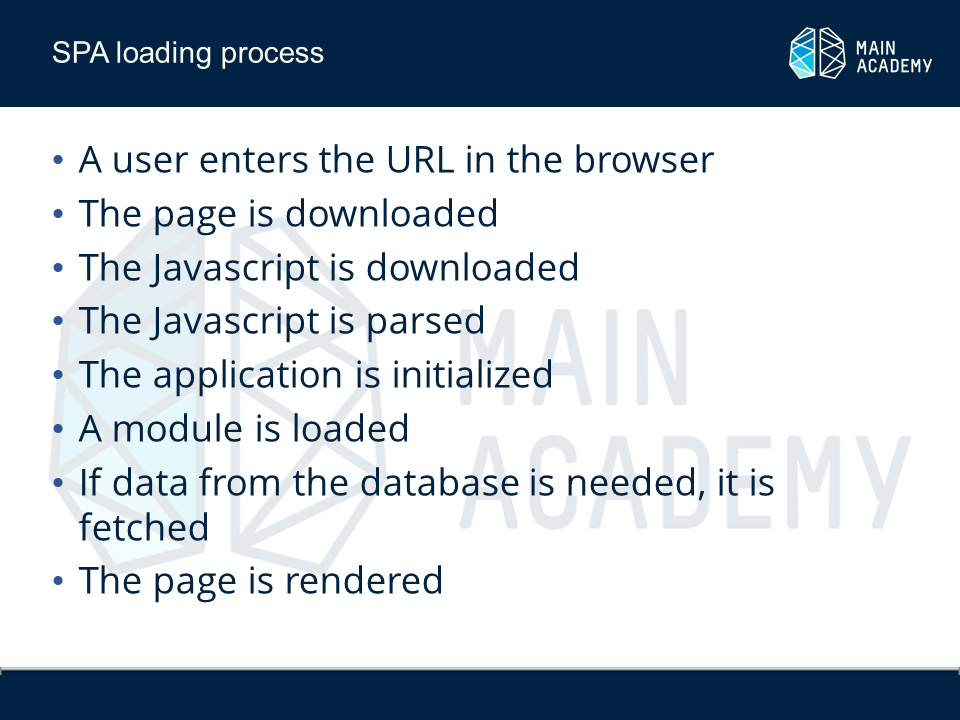 SPA loading process
MAIN
ACADEMY
• A user enters the URL in the browser
• The page is downloaded
• The Javascript is downloaded
• The Javascript is parsed
• The application is initialized
• A module is loaded
• If data from the database is needed, it is
fetched
• The page is rendered
MAIN
ACADEMY